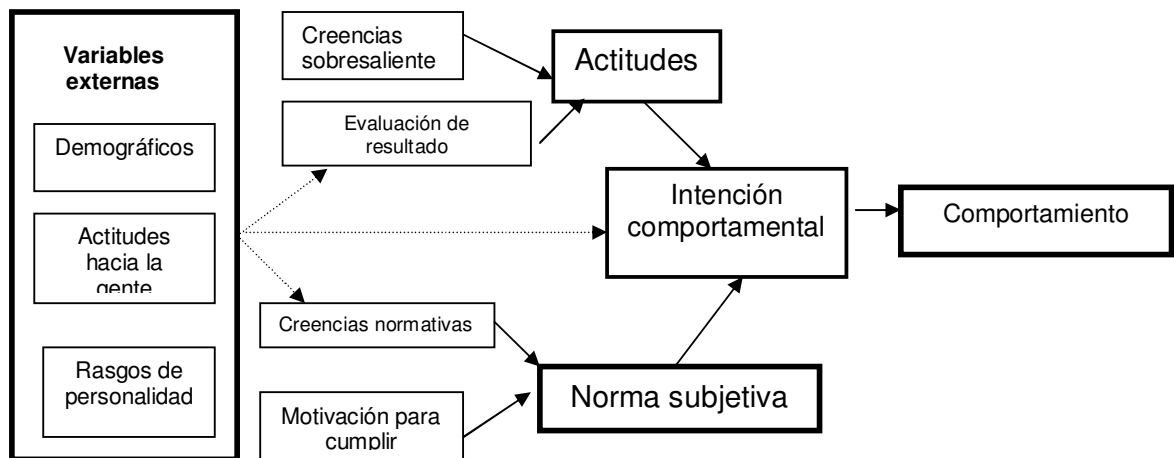 Variables
externas
Demográficos
Actitudes
hacia la
gente
Rasgos de
personalidad
Creencias
sobresaliente
Evaluación de
resultado
Creencias normativas
Motivación para
cumplir
Actitudes
Intención
comportamental
Norma subjetiva
Comportamiento